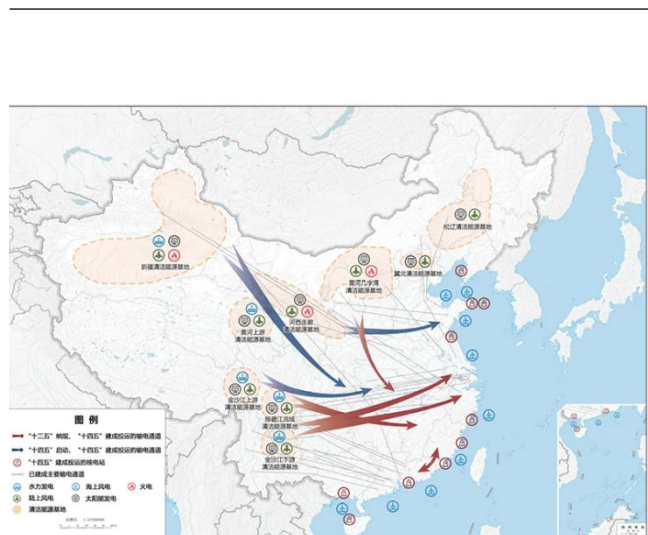 松辽清洁能源基地
新疆清洁能源基地
冀北清洁能源基地
黄河几字湾
清洁能源基地
河西走廊
清洁能源基地
黄河上游
清洁能源基地
金沙江上游
清洁能源基地
雅砻江流域
清洁能源基地
金沙江下游
清洁能源基地
图 例
“十三五”结转、“十四五”建成投运的输电通道
“十四五”启动、“十四五”建成投运的输电通道
“十四五”建成投运的核电站
已建成主要输电通道
水力发电 海上风电 火电
陆上风电 太阳能发电
清洁能源基地